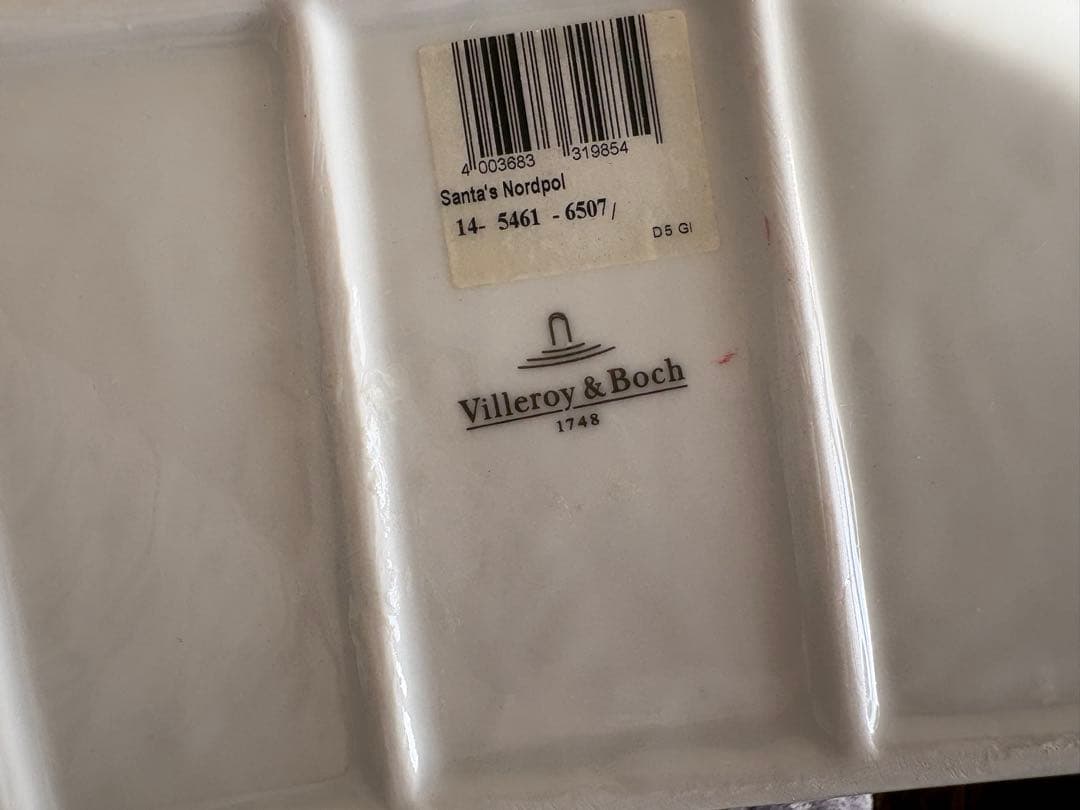 4 003683 319854
Santa's Nordpol
14- 5461 - 6507 /
D5 GI
Villeroy & Boch
1748